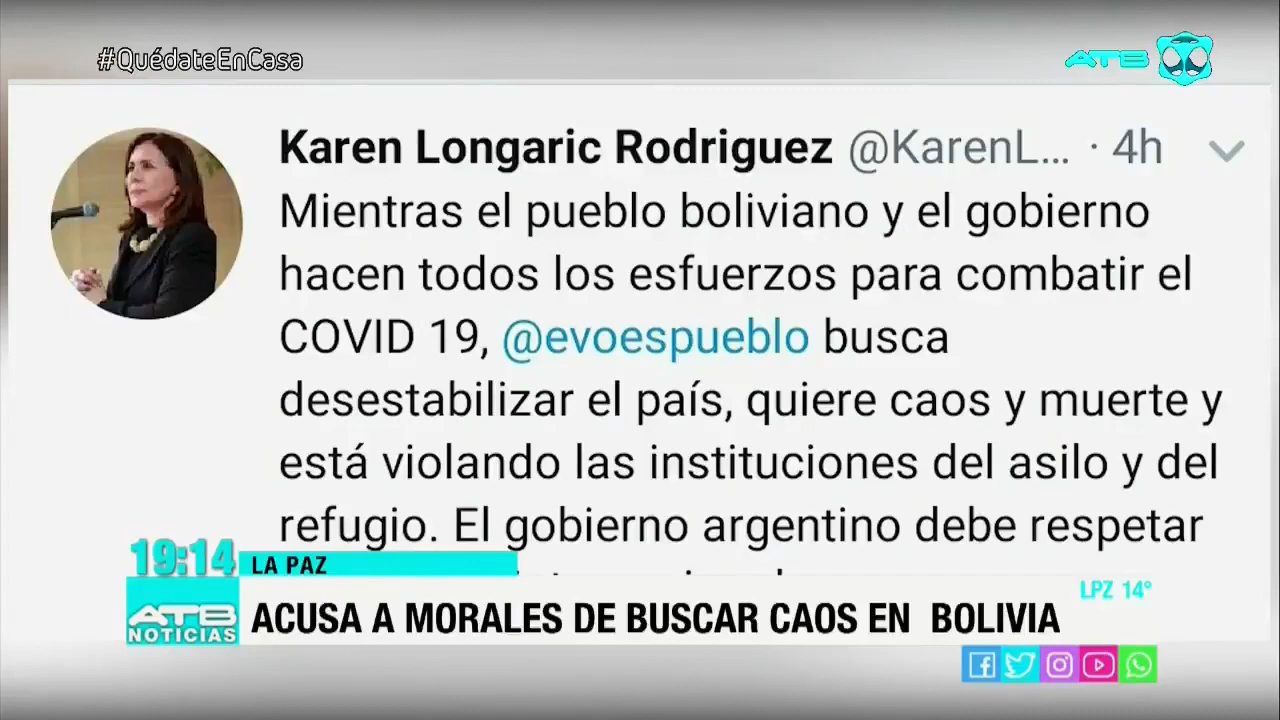 #QuédateEnCasa
ATB
Karen Longaric Rodriguez @KarenL... · 4h
Mientras el pueblo boliviano y el gobierno
hacen todos los esfuerzos para combatir el
COVID 19, @evoespueblo busca
desestabilizar el país, quiere caos y muerte y
está violando las instituciones del asilo y del
refugio. El gobierno argentino debe respetar
19:14 LA PAZ
LPZ 14°
ATB
NOTICIAS
ACUSA A MORALES DE BUSCAR CAOS EN BOLIVIA